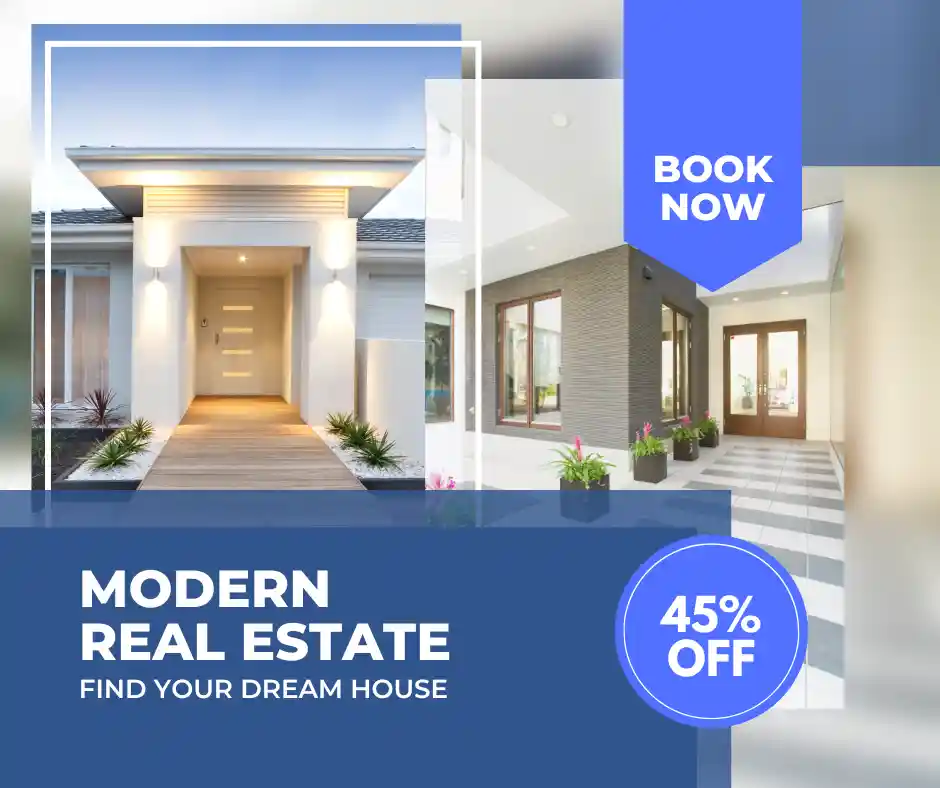 BOOK
NOW
MODERN
REAL ESTATE
FIND YOUR DREAM HOUSE
45%
OFF